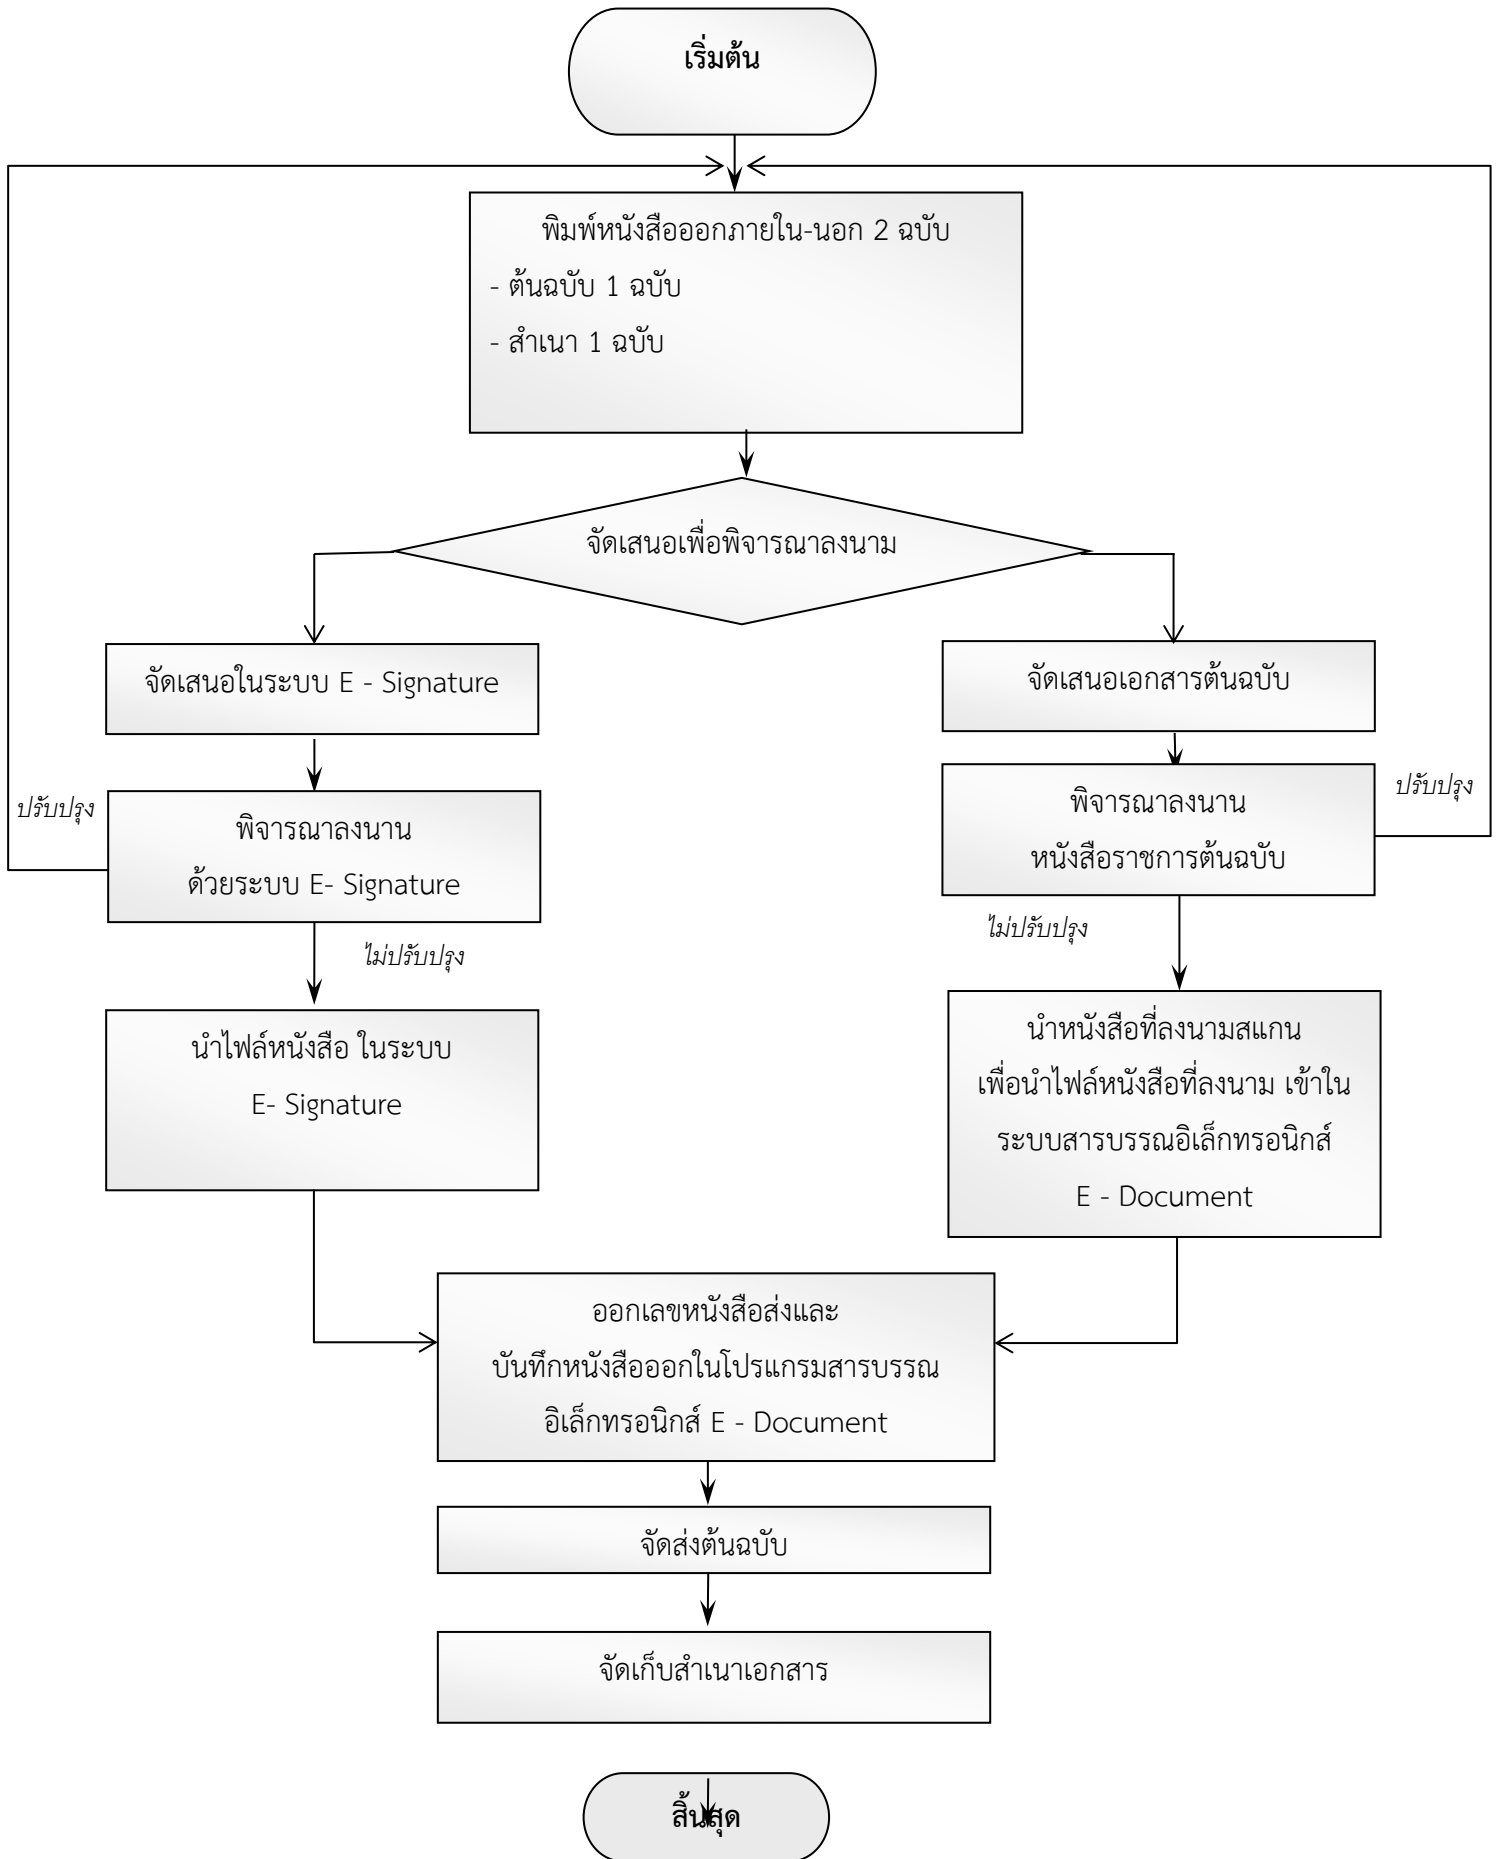 เริ่มต้น
พิมพ์หนังสือออกภายใน-นอก 2 ฉบับ
- ต้นฉบับ 1 ฉบับ
- สำเนา 1 ฉบับ
จัดเสนอเพื่อพิจารณาลงนาม
จัดเสนอในระบบ E - Signature
จัดเสนอเอกสารต้นฉบับ
ปรับปรุง
พิจารณาลงนาน
ด้วยระบบ E- Signature
พิจารณาลงนาน
หนังสือราชการต้นฉบับ
ปรับปรุง
ไม่ปรับปรุง
ไม่ปรับปรุง
นำไฟล์หนังสือ ในระบบ
E- Signature
นำหนังสือที่ลงนามสแกน
เพื่อนำไฟล์หนังสือที่ลงนาม เข้าใน
ระบบสารบรรณอิเล็กทรอนิกส์
E - Document
ออกเลขหนังสือส่งและ
บันทึกหนังสือออกในโปรแกรมสารบรรณ
อิเล็กทรอนิกส์ E - Document
จัดส่งต้นฉบับ
จัดเก็บสำเนาเอกสาร
สิ้นสุด